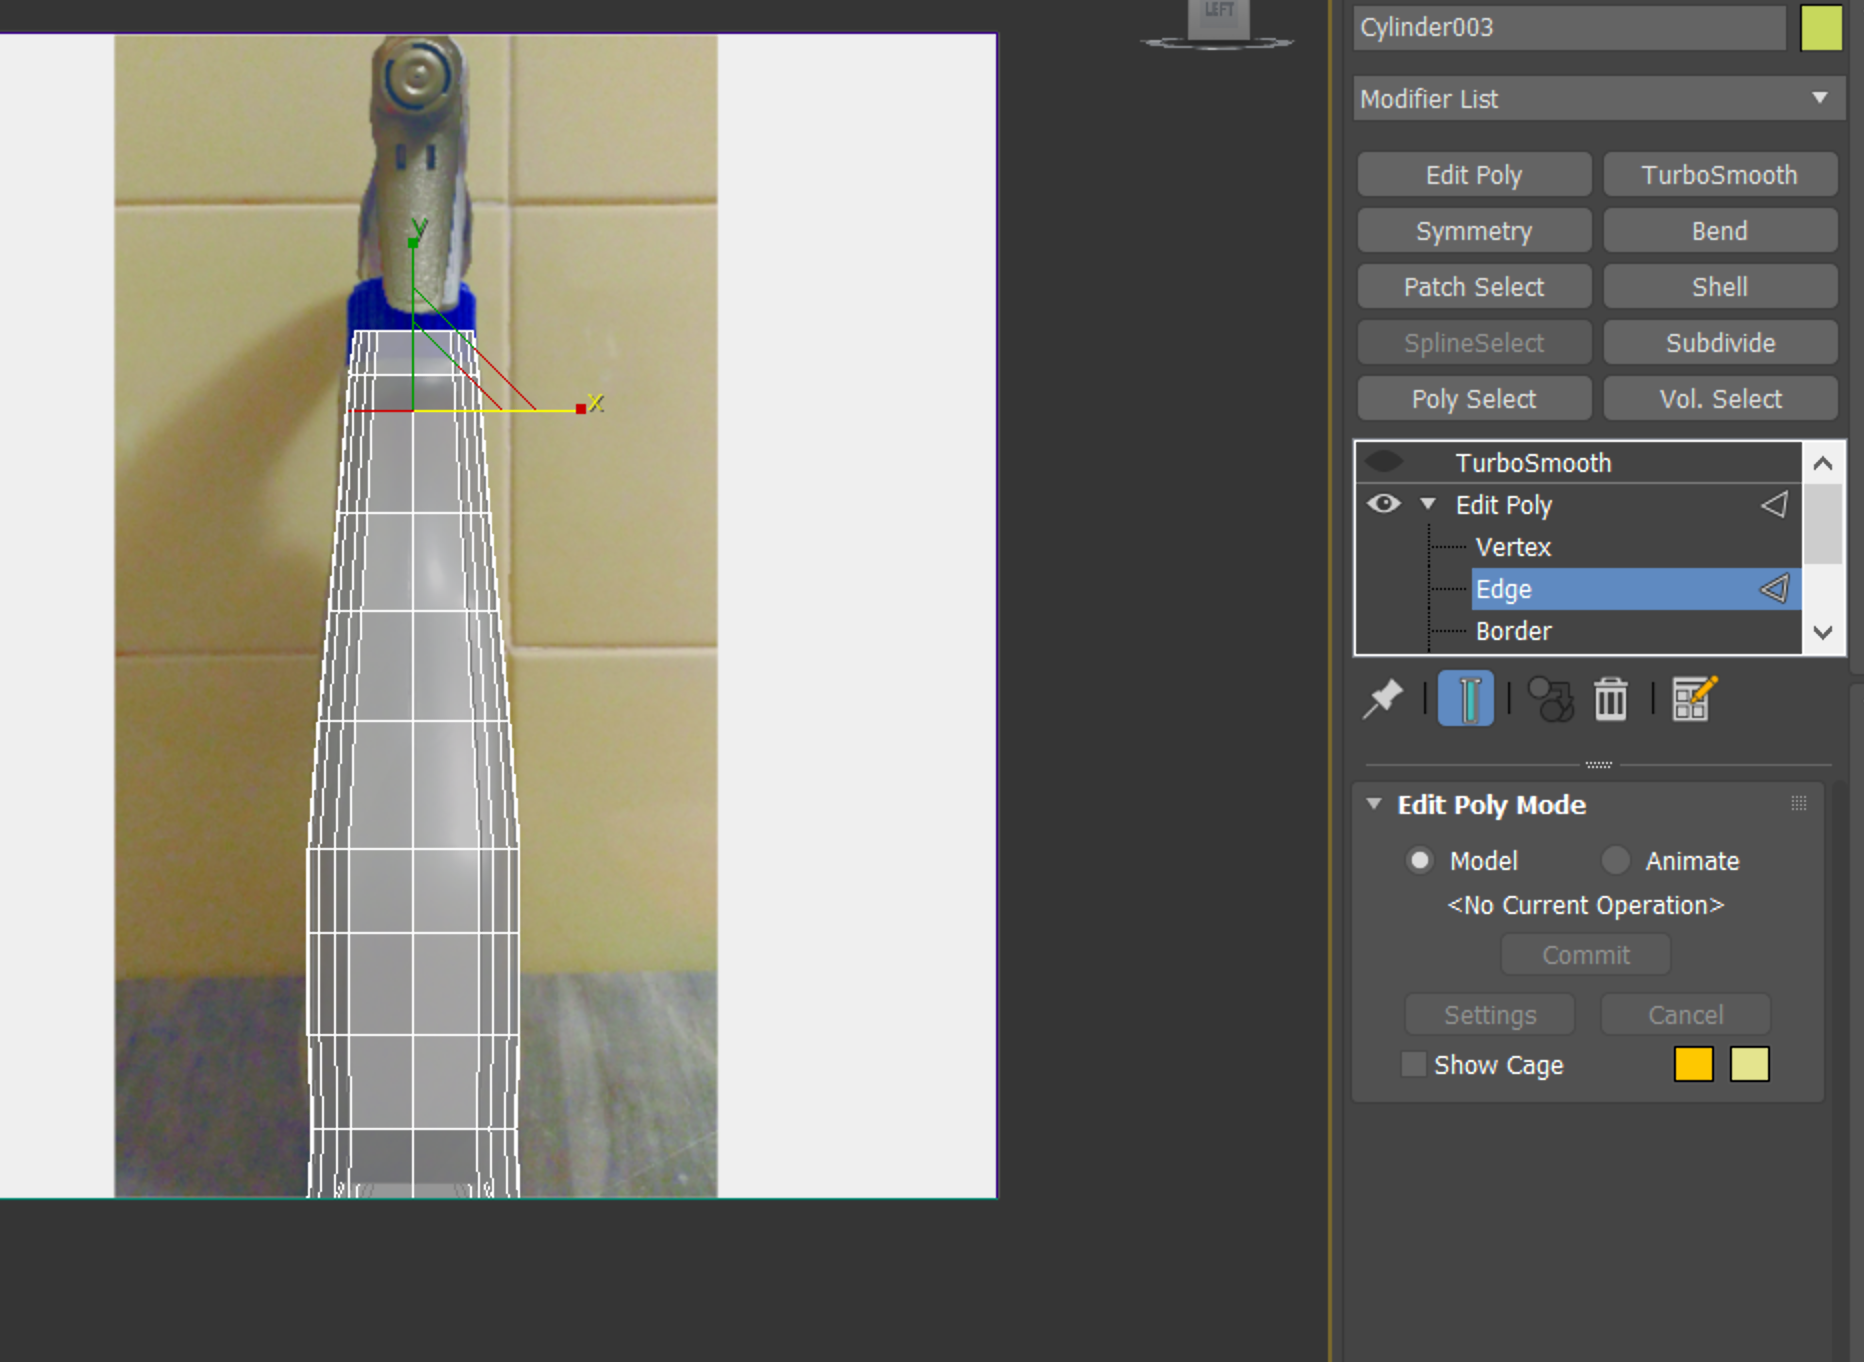 LEFT
Cylinder003
Modifier List
Edit Poly TurboSmooth
Symmetry Bend
Patch Select Shell
SplineSelect Subdivide
Poly Select Vol. Select
y
x
TurboSmooth
Edit Poly
Vertex
Edge
Border
Edit Poly Mode
Model Animate
<No Current Operation>
Commit
Settings Cancel
Show Cage